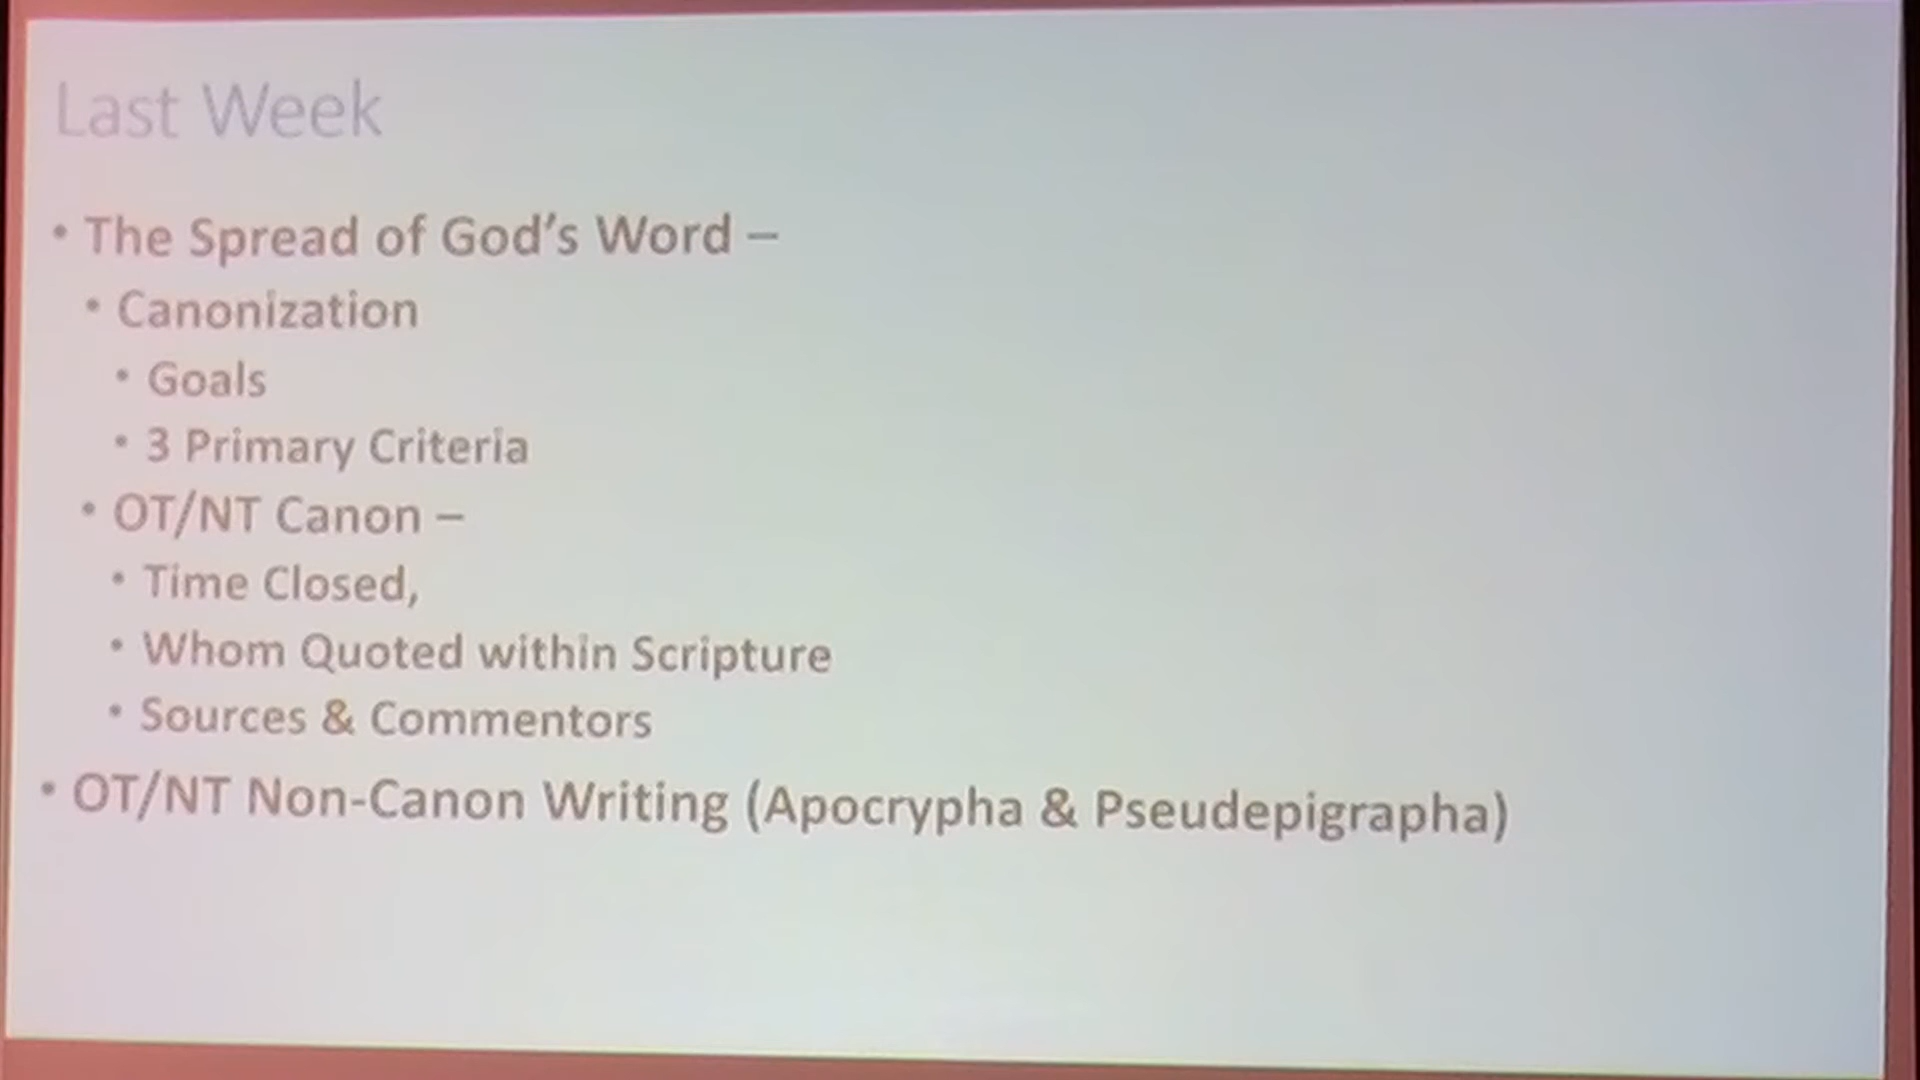 Last Week
• The Spread of God's Word –
• Canonization
• Goals
• 3 Primary Criteria
• OT/NT Canon –
• Time Closed,
• Whom Quoted within Scripture
• Sources & Commentors
• OT/NT Non-Canon Writing (Apocrypha & Pseudepigrapha)